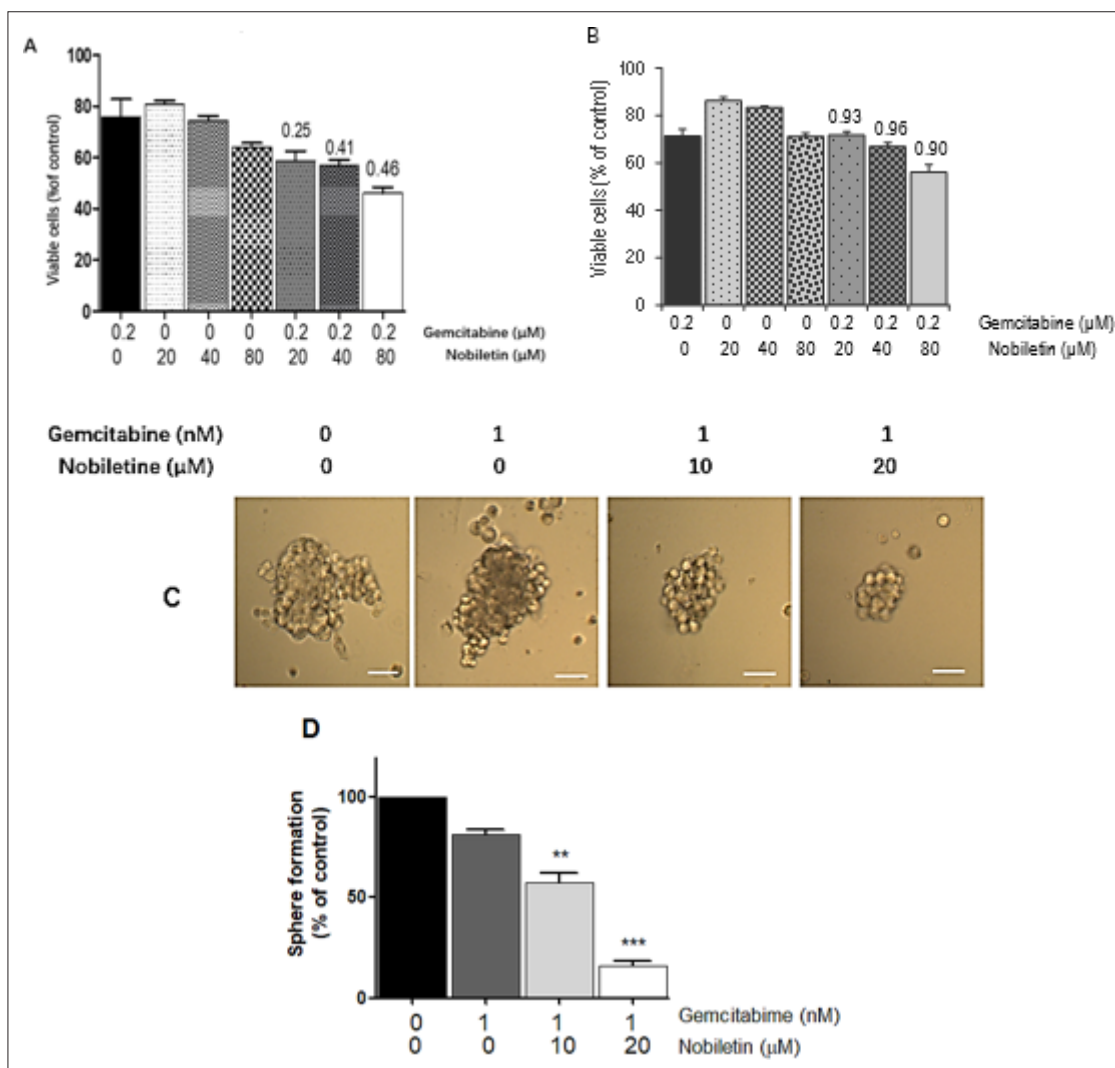 A
Viable cells (%of control)
100
80
60
40
20
0
0.25
0.41
0.46
0.2 0 0 0 0.2 0.2 0.2 Gemcitabine (μM)
0 20 40 80 20 40 80 Nobiletin (μM)
B
Viable cells (% of control)
100
80
60
40
20
0
0.93
0.96
0.90
0.2 0 0 0 0.2 0.2 0.2 Gemcitabine (μM)
0 20 40 80 20 40 80 Nobiletin (μM)
Gemcitabine (nM) 0 1 1 1
Nobiletine (μM) 0 0 10 20
C
D
Sphere formation
(% of control)
100
50
0
**
***
0 1 1 1 Gemcitabime (nM)
0 0 10 20 Nobiletin (μM)